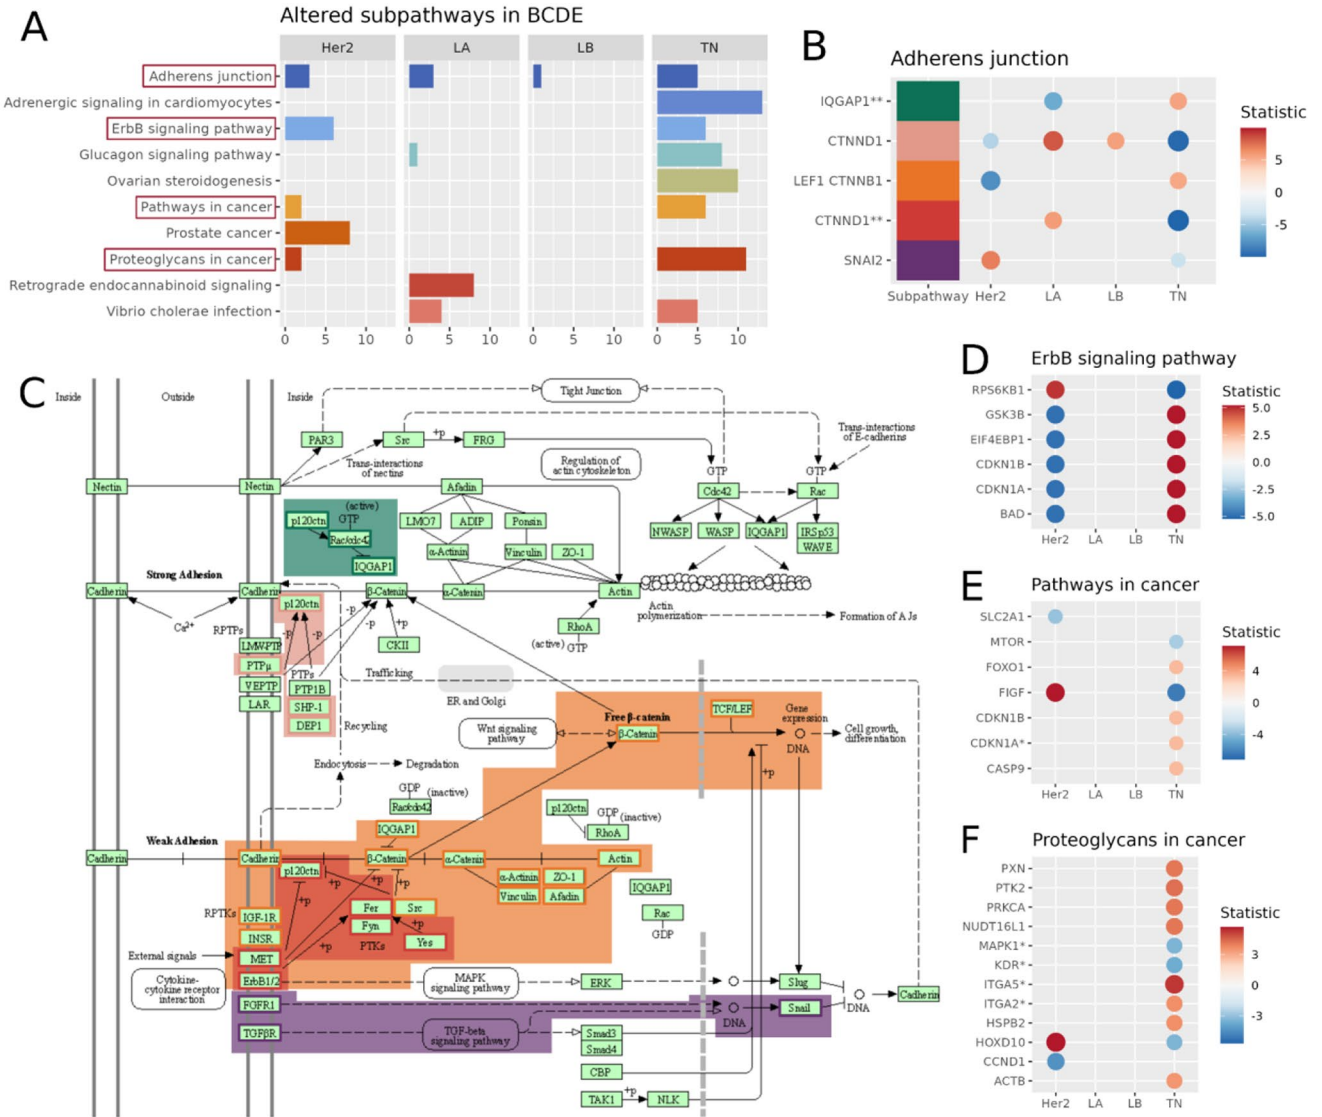 A
Altered subpathways in BCDE
Her2 LA LB TN
Adherens junction
Adrenergic signaling in cardiomyocytes
ErbB signaling pathway
Glucagon signaling pathway
Ovarian steroidogenesis
Pathways in cancer
Prostate cancer
Proteoglycans in cancer
Retrograde endocannabinoid signaling
Vibrio cholerae infection
0 5 10 0 5 10 0 5 10 0 5 10
B
Adherens junction
IQGAP1**
CTNND1
LEF1 CTNNB1
CTNND1**
SNAI2
Subpathway Her2 LA LB TN
Statistic
5
0
-5
C
Inside
Outside
Inside
Tight Junction
PAR3
Src
+p
FRG
Trans-interactions
of nectins
Regulation of
actin cytoskeleton
Trans-interactions
of E-cadherins
GTP
GTP
Nectin
Nectin
Afadin
Cdc42
Rac
(active)
GTP
p120ctn
Rac/cdc4
IQGAP1
LMO7
ADIP
Ponsin
NWASP
WASP
IQGAP1
IRSp53
WAVE
α-Actinin
Vinculin
ZO-1
Strong Adhesion
Cadherin
Cadherin
β-Catenin
α-Catenin
Actin
p120ctn
Ca2+
RPTPs
-p
-p
-p
-p
+p
Actin
polymerization
Formation of AJs
RhoA
(active) GTP
LMW-PTP
PTPμ
VEPTP
LAR
PTPs
PTP1B
SHP-1
DEP1
CKII
Trafficking
ER and Golgi
Recycling
Free β-catenin
Wnt signaling
pathway
β-Catenin
TCF/LEF
Gene
expression
DNA
Cell growth,
differentiation
+p
Endocytosis
Degradation
GDP
(inactive)
Rac/cdc42
IQGAP1
p120ctn
GDP
(inactive)
RhoA
Weak Adhesion
Cadherin
Cadherin
p120ctn
β-Catenin
α-Catenin
Actin
α-Actinin
ZO-1
Vinculin
Afadin
IQGAP1
Rac
GDP
+p
+p
+p
+p
+p
+p
RPTKs
IGF-1R
INSR
MET
ErbB1/2
FGFR1
TGFβR
Fer
Src
Fyn
Yes
PTKs
External signals
Cytokine-
cytokine receptor
interaction
MAPK
signaling pathway
ERK
Slug
DNA
Cadherin
Snail
DNA
TGF-beta
signaling pathway
Smad3
Smad4
CBP
TAK1
+p
NLK
D
ErbB signaling pathway
RPS6KB1
GSK3B
EIF4EBP1
CDKN1B
CDKN1A
BAD
Her2 LA LB TN
Statistic
5.0
2.5
0.0
-2.5
-5.0
E
Pathways in cancer
SLC2A1
MTOR
FOXO1
FIGF
CDKN1B
CDKN1A*
CASP9
Her2 LA LB TN
Statistic
4
0
-4
F
Proteoglycans in cancer
PXN
PTK2
PRKCA
NUDT16L1
MAPK1*
KDR*
ITGA5*
ITGA2*
HSPB2
HOXD10
CCND1
ACTB
Her2 LA LB TN
Statistic
3
0
-3